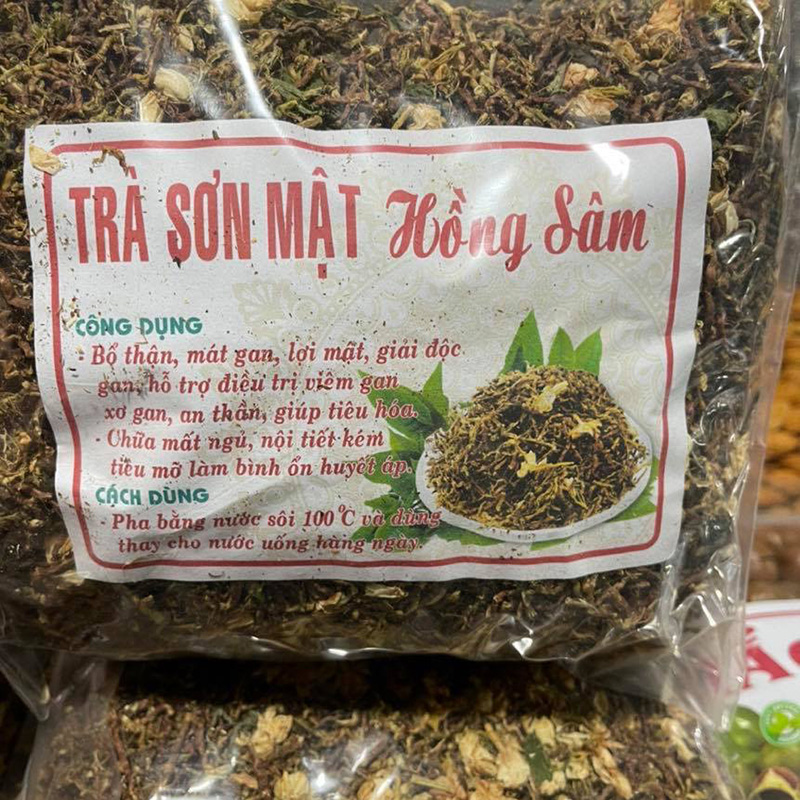 TRÀ SƠN MẬT Hồng Sâm
CÔNG DỤNG
- Bổ thận, mát gan, lợi mật, giải độc
gan, hỗ trợ điều trị viêm gan
xơ gan, an thần, giúp tiêu hóa.
- Chữa mất ngủ, nội tiết kém
tiêu mỡ làm bình ổn huyết áp.
CÁCH DÙNG
- Pha bằng nước sôi 100°C và dùng
thay cho nước uống hàng ngày.